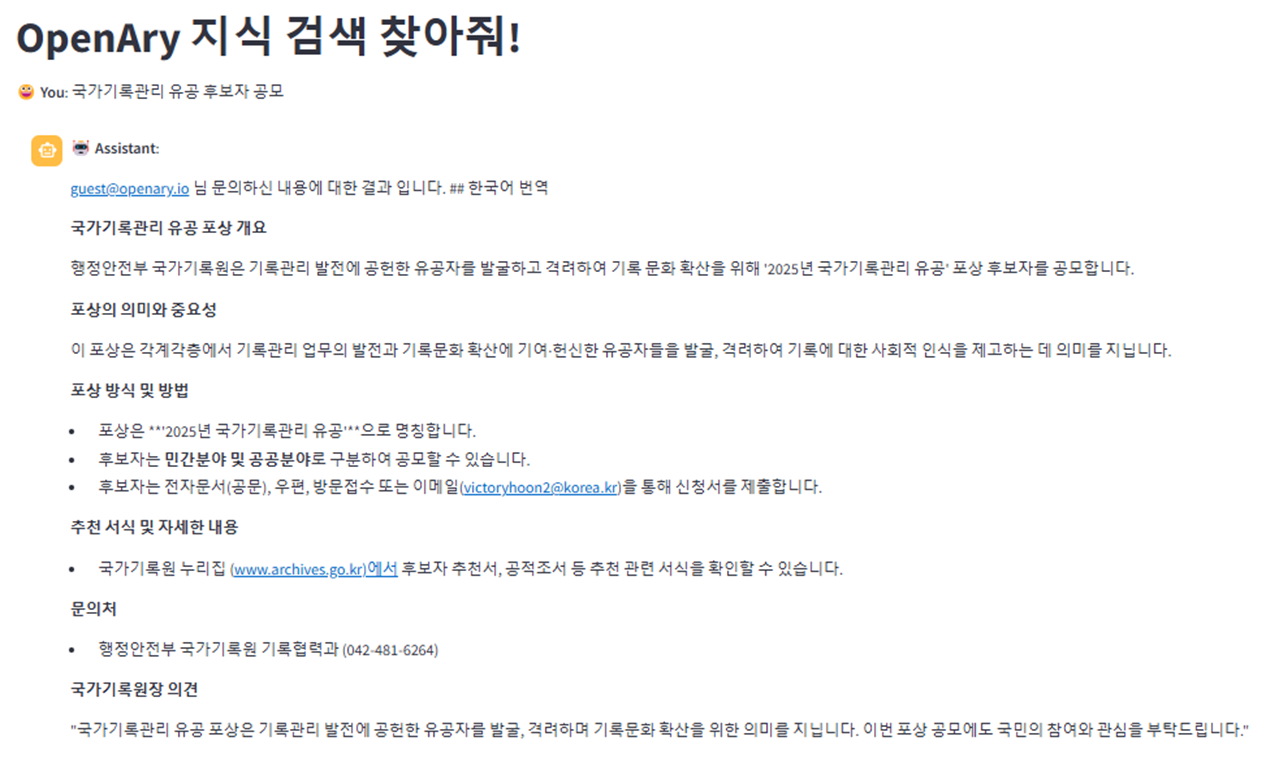 OpenAry 지식 검색 찾아줘!
You: 국가기록관리 유공 후보자 공모
Assistant:
guest@openary.io 님 문의하신 내용에 대한 결과 입니다. ## 한국어 번역
국가기록관리 유공 포상 개요
행정안전부 국가기록원은 기록관리 발전에 공헌한 유공자를 발굴하고 격려하여 기록 문화 확산을 위해 '2025년 국가기록관리 유공' 포상 후보자를 공모합니다.
포상의 의미와 중요성
이 포상은 각계각층에서 기록관리 업무의 발전과 기록문화 확산에 기여·헌신한 유공자들을 발굴, 격려하여 기록에 대한 사회적 인식을 제고하는 데 의미를 지닙니다.
포상 방식 및 방법
• 포상은 **'2025년 국가기록관리 유공'**으로 명칭합니다.
• 후보자는 민간분야 및 공공분야로 구분하여 공모할 수 있습니다.
• 후보자는 전자문서(공문), 우편, 방문접수 또는 이메일(victoryhoon2@korea.kr)을 통해 신청서를 제출합니다.
추천 서식 및 자세한 내용
• 국가기록원 누리집 (www.archives.go.kr)에서 후보자 추천서, 공적조서 등 추천 관련 서식을 확인할 수 있습니다.
문의처
• 행정안전부 국가기록원 기록협력과 (042-481-6264)
국가기록원장 의견
"국가기록관리 유공 포상은 기록관리 발전에 공헌한 유공자를 발굴, 격려하며 기록문화 확산을 위한 의미를 지닙니다. 이번 포상 공모에도 국민의 참여와 관심을 부탁드립니다."